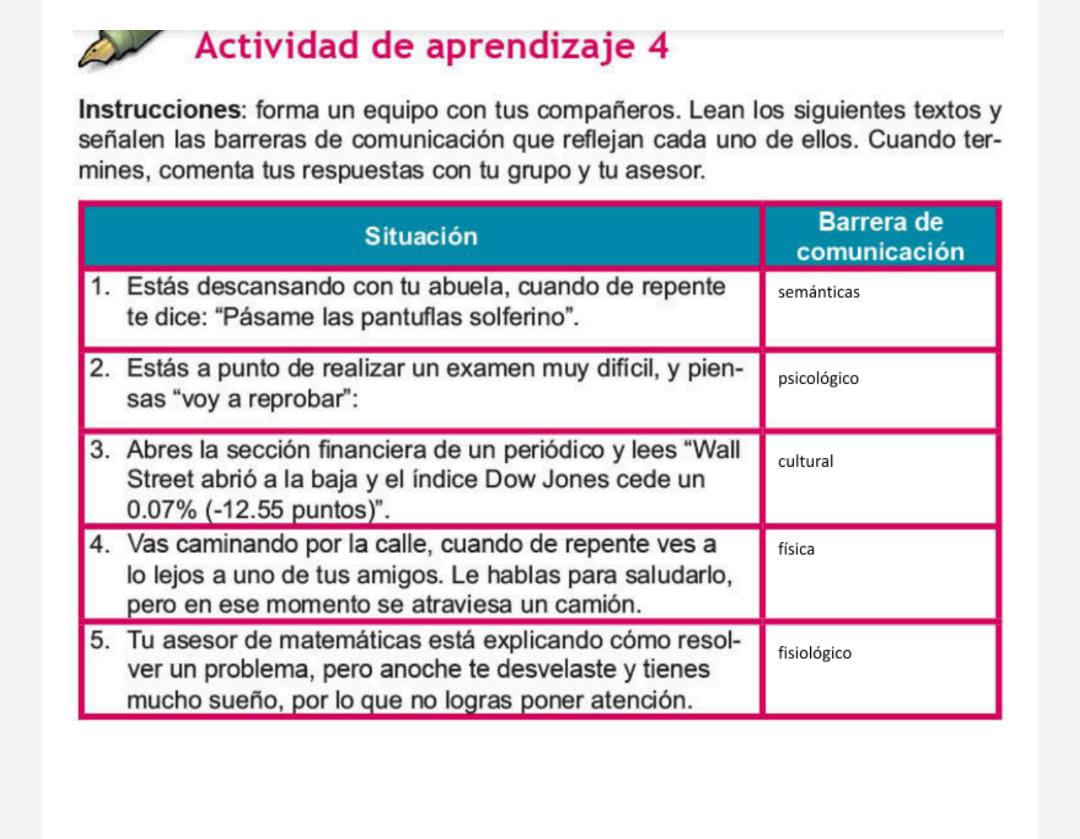 Actividad de aprendizaje 4
Instrucciones: forma un equipo con tus compañeros. Lean los siguientes textos y
señalen las barreras de comunicación que reflejan cada uno de ellos. Cuando ter-
mines, comenta tus respuestas con tu grupo y tu asesor.
Situación
Barrera de
comunicación
1. Estás descansando con tu abuela, cuando de repente
te dice: “Pásame las pantuflas solferino”.
semánticas
2. Estás a punto de realizar un examen muy difícil, y pien-
sas “voy a reprobar”:
psicológico
3. Abres la sección financiera de un periódico y lees “Wall
Street abrió a la baja y el índice Dow Jones cede un
0.07% (-12.55 puntos)”.
cultural
4. Vas caminando por la calle, cuando de repente ves a
lo lejos a uno de tus amigos. Le hablas para saludarlo,
pero en ese momento se atraviesa un camión.
física
5. Tu asesor de matemáticas está explicando cómo resol-
ver un problema, pero anoche te desvelaste y tienes
mucho sueño, por lo que no logras poner atención.
fisiológico